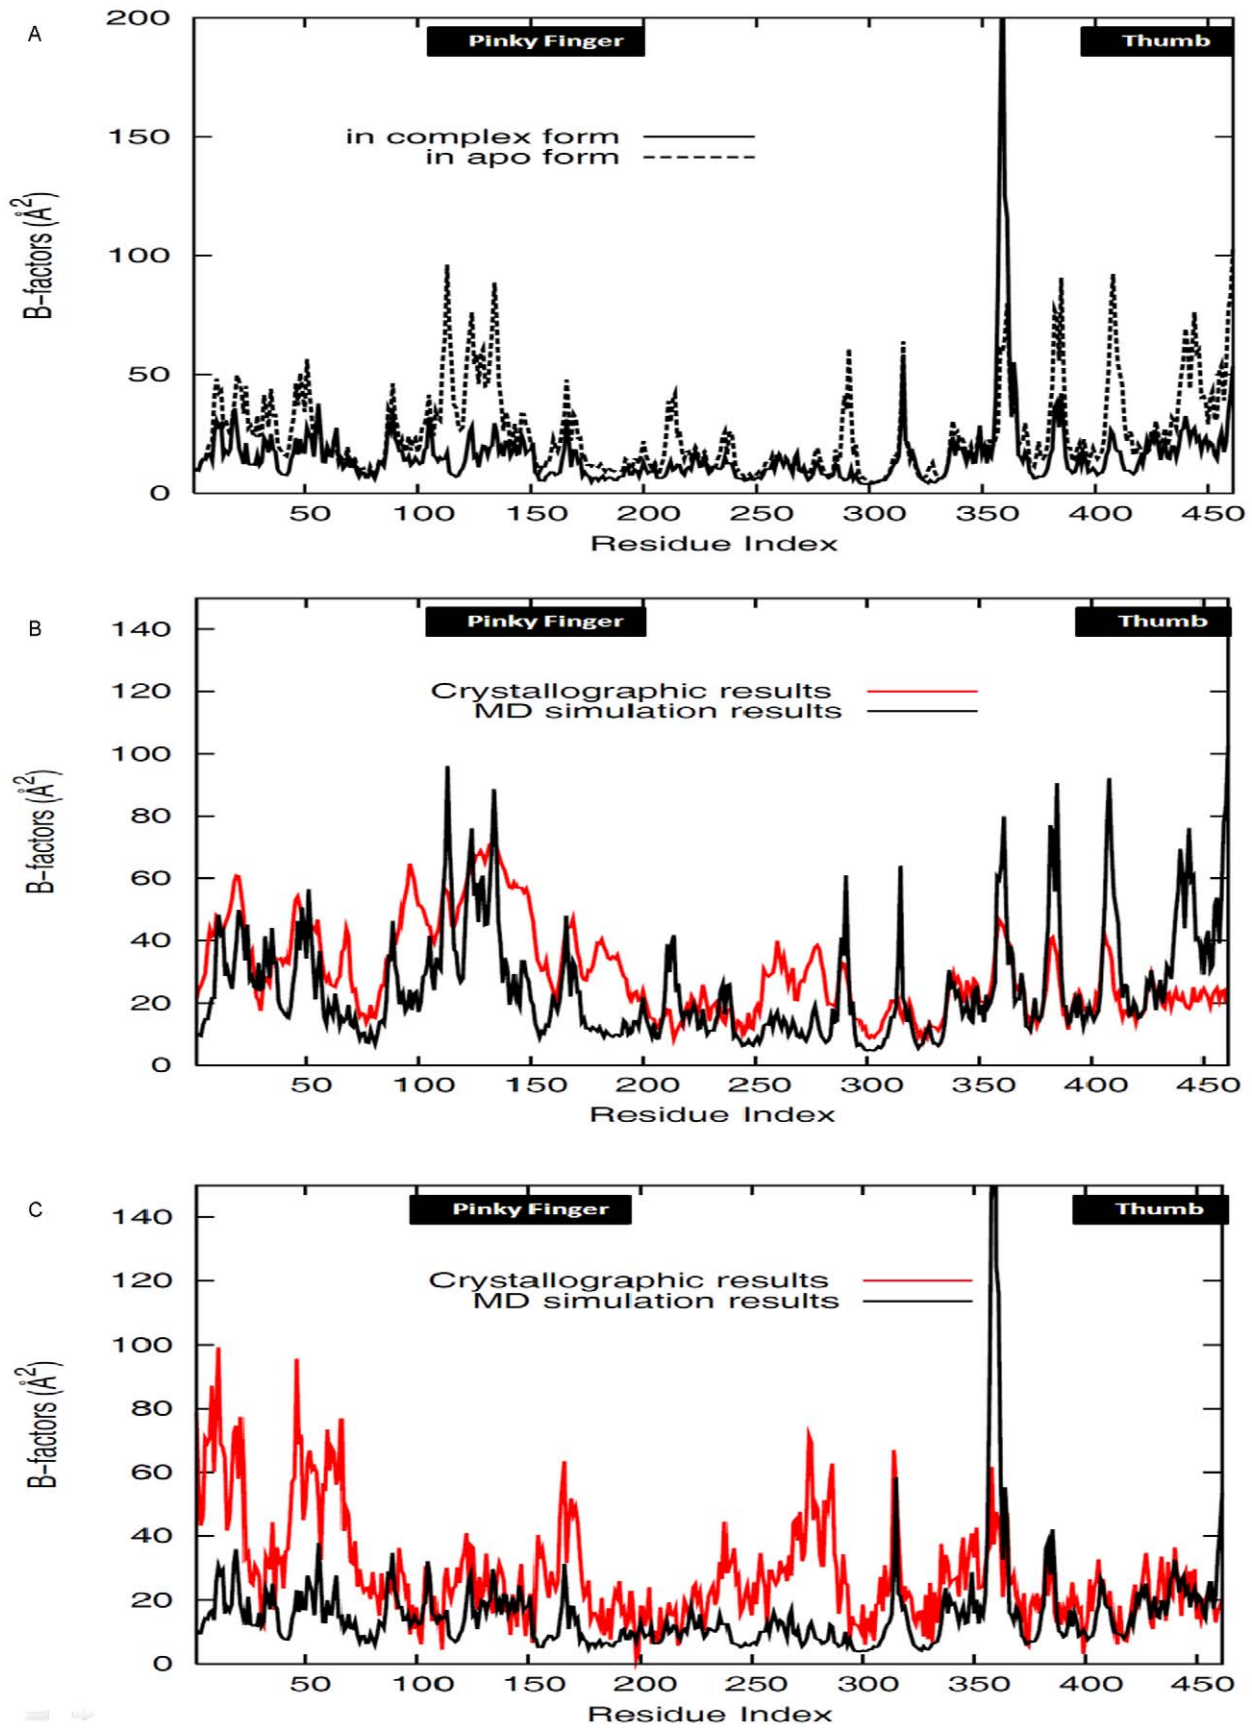 A
200
Pinky Finger
Thumb
150
in complex form
in apo form
B-factors (Å2)
100
50
0
50 100 150 200 250 300 350 400 450
Residue Index
B
140
Pinky Finger
Thumb
120
Crystallographic results
MD simulation results
100
B-factors (Å2)
80
60
40
20
0
50 100 150 200 250 300 350 400 450
Residue Index
C
140
Pinky Finger
Thumb
120
Crystallographic results
MD simulation results
100
B-factors (Å2)
80
60
40
20
0
50 100 150 200 250 300 350 400 450
Residue Index